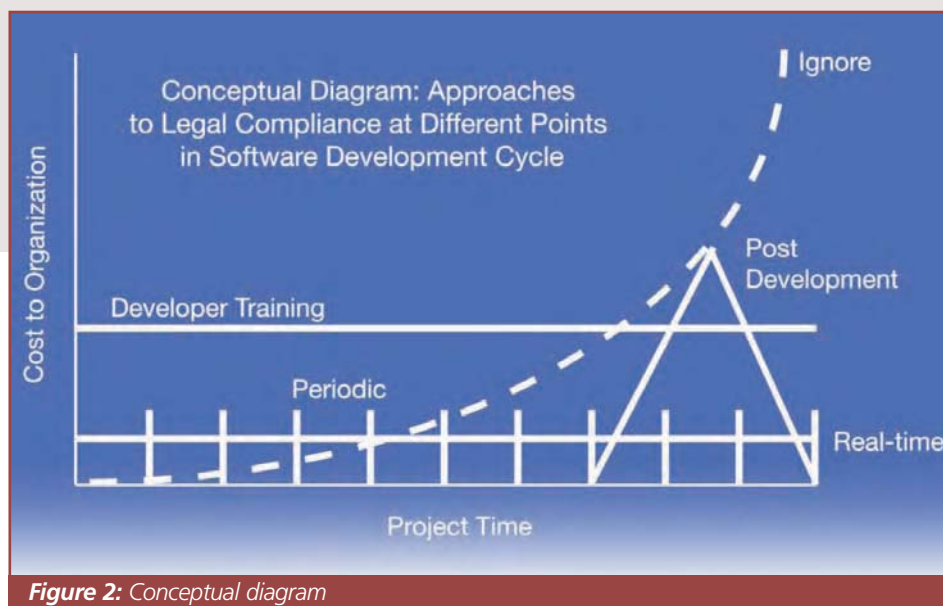 Conceptual Diagram: Approaches
to Legal Compliance at Different Points
in Software Development Cycle
Ignore
Post
Development
Developer Training
Periodic
Real-time
Cost to Organization
Project Time
Figure 2: Conceptual diagram